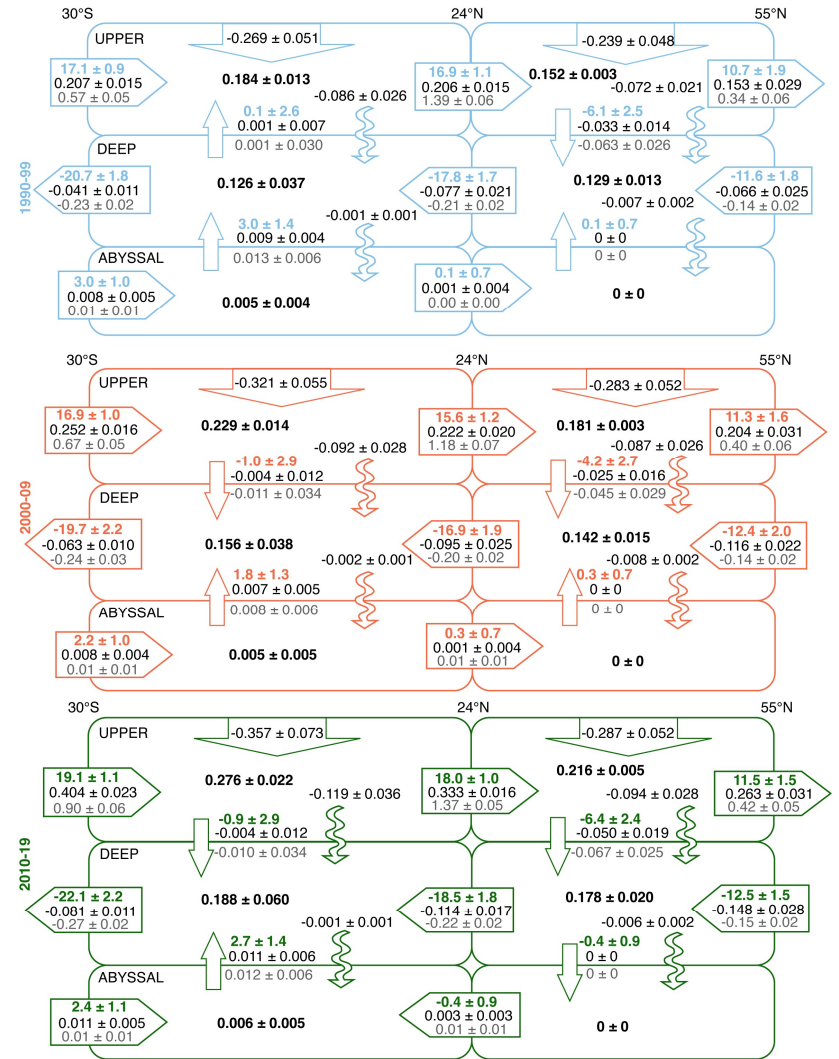 30°S 24°N 55°N
UPPER
-0.269 ± 0.051
-0.239 ± 0.048
17.1 ± 0.9
0.207 ± 0.015
0.57 ± 0.05
0.184 ± 0.013
16.9 ± 1.1
0.206 ± 0.015
1.39 ± 0.06
0.152 ± 0.003
10.7 ± 1.9
0.153 ± 0.029
0.34 ± 0.06
-0.086 ± 0.026
-0.072 ± 0.021
0.1 ± 2.6
0.001 ± 0.007
0.001 ± 0.030
-6.1 ± 2.5
-0.033 ± 0.014
-0.063 ± 0.026
1990-99
DEEP
-20.7 ± 1.8
-0.041 ± 0.011
-0.23 ± 0.02
0.126 ± 0.037
-17.8 ± 1.7
-0.077 ± 0.021
-0.21 ± 0.02
0.129 ± 0.013
-11.6 ± 1.8
-0.066 ± 0.025
-0.14 ± 0.02
-0.001 ± 0.001
-0.007 ± 0.002
3.0 ± 1.4
0.009 ± 0.004
0.013 ± 0.006
0.1 ± 0.7
0 ± 0
0 ± 0
ABYSSAL
3.0 ± 1.0
0.008 ± 0.005
0.01 ± 0.01
0.005 ± 0.004
0.1 ± 0.7
0.001 ± 0.004
0.00 ± 0.00
0 ± 0
30°S 24°N 55°N
UPPER
-0.321 ± 0.055
-0.283 ± 0.052
16.9 ± 1.0
0.252 ± 0.016
0.67 ± 0.05
0.229 ± 0.014
15.6 ± 1.2
0.222 ± 0.020
1.18 ± 0.07
0.181 ± 0.003
11.3 ± 1.6
0.204 ± 0.031
0.40 ± 0.06
-0.092 ± 0.028
-0.087 ± 0.026
-1.0 ± 2.9
-0.004 ± 0.012
-0.011 ± 0.034
-4.2 ± 2.7
-0.025 ± 0.016
-0.045 ± 0.029
2000-09
DEEP
-19.7 ± 2.2
-0.063 ± 0.010
-0.24 ± 0.03
0.156 ± 0.038
-16.9 ± 1.9
-0.095 ± 0.025
-0.20 ± 0.02
0.142 ± 0.015
-12.4 ± 2.0
-0.116 ± 0.022
-0.14 ± 0.02
-0.002 ± 0.001
-0.008 ± 0.002
1.8 ± 1.3
0.007 ± 0.005
0.008 ± 0.006
0.3 ± 0.7
0 ± 0
0 ± 0
ABYSSAL
2.2 ± 1.0
0.008 ± 0.004
0.01 ± 0.01
0.005 ± 0.005
0.3 ± 0.7
0.001 ± 0.004
0.01 ± 0.01
0 ± 0
30°S 24°N 55°N
UPPER
-0.357 ± 0.073
-0.287 ± 0.052
19.1 ± 1.1
0.404 ± 0.023
0.90 ± 0.06
0.276 ± 0.022
18.0 ± 1.0
0.333 ± 0.016
1.37 ± 0.05
0.216 ± 0.005
11.5 ± 1.5
0.263 ± 0.031
0.42 ± 0.05
-0.119 ± 0.036
-0.094 ± 0.028
-0.9 ± 2.9
-0.004 ± 0.012
-0.010 ± 0.034
-6.4 ± 2.4
-0.050 ± 0.019
-0.067 ± 0.025
2010-19
DEEP
-22.1 ± 2.2
-0.081 ± 0.011
-0.27 ± 0.02
0.188 ± 0.060
-18.5 ± 1.8
-0.114 ± 0.017
-0.22 ± 0.02
0.178 ± 0.020
-12.5 ± 1.5
-0.148 ± 0.028
-0.15 ± 0.02
-0.001 ± 0.001
-0.006 ± 0.002
2.7 ± 1.4
0.011 ± 0.006
0.012 ± 0.006
-0.4 ± 0.9
0 ± 0
0 ± 0
ABYSSAL
2.4 ± 1.1
0.011 ± 0.005
0.01 ± 0.01
0.006 ± 0.005
-0.4 ± 0.9
0.003 ± 0.003
0.01 ± 0.01
0 ± 0